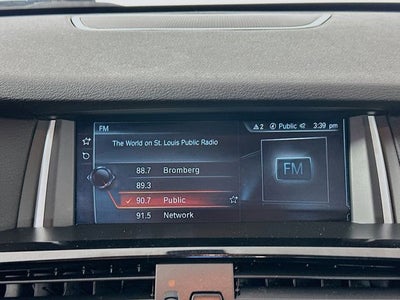 FM
2 Public 3:39 pm
The World on St. Louis Public Radio
88.7 Bromberg
89.3
90.7 Public
91.5 Network
FM